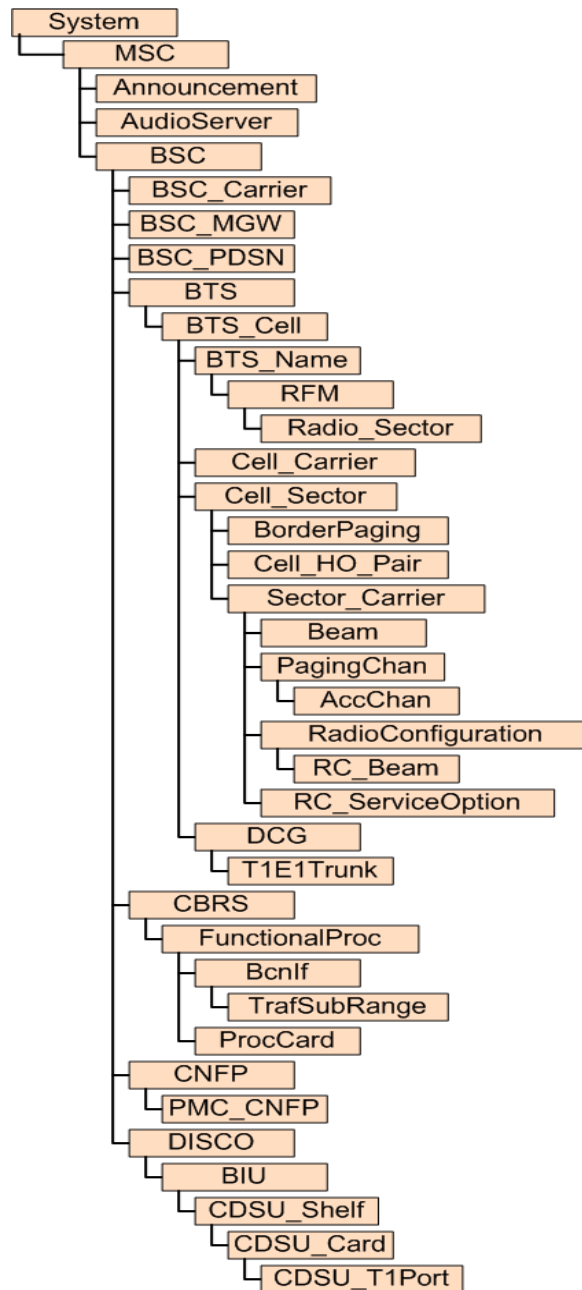 System
MSC
Announcement
AudioServer
BSC
BSC_Carrier
BSC_MGW
BSC_PDSN
BTS
BTS_Cell
BTS_Name
RFM
Radio_Sector
Cell_Carrier
Cell_Sector
BorderPaging
Cell_HO_Pair
Sector_Carrier
Beam
PagingChan
AccChan
RadioConfiguration
RC_Beam
RC_ServiceOption
DCG
T1E1Trunk
CBRS
FunctionalProc
BcnIf
TrafSubRange
ProcCard
CNFP
PMC_CNFP
DISCO
BIU
CDSU_Shelf
CDSU_Card
CDSU_T1Port